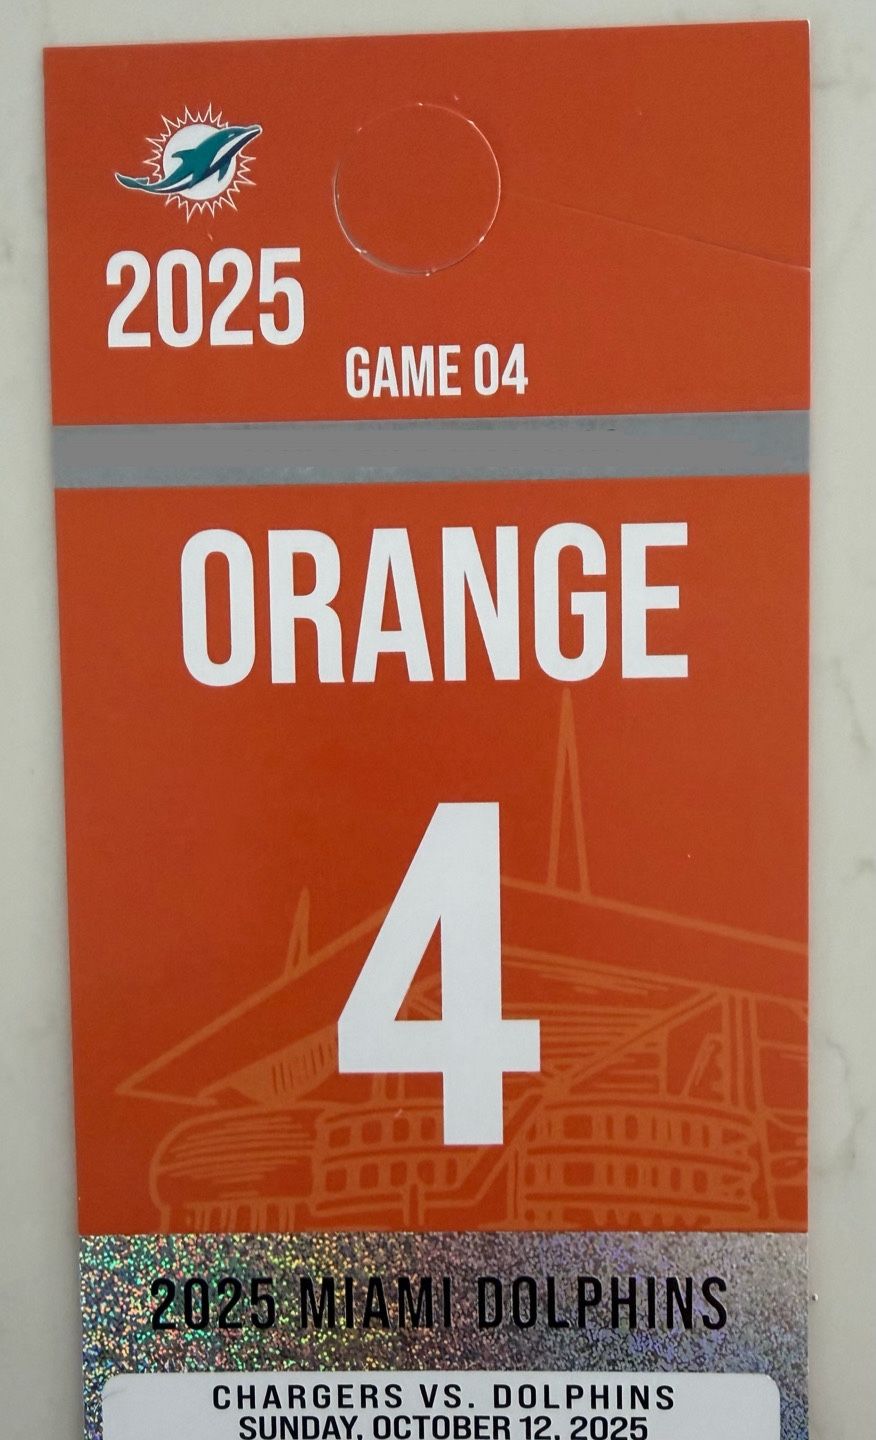 2025
GAME 04
ORANGE
4
2025 MIAMI DOLPHINS
CHARGERS VS. DOLPHINS
SUNDAY, OCTOBER 12, 2025